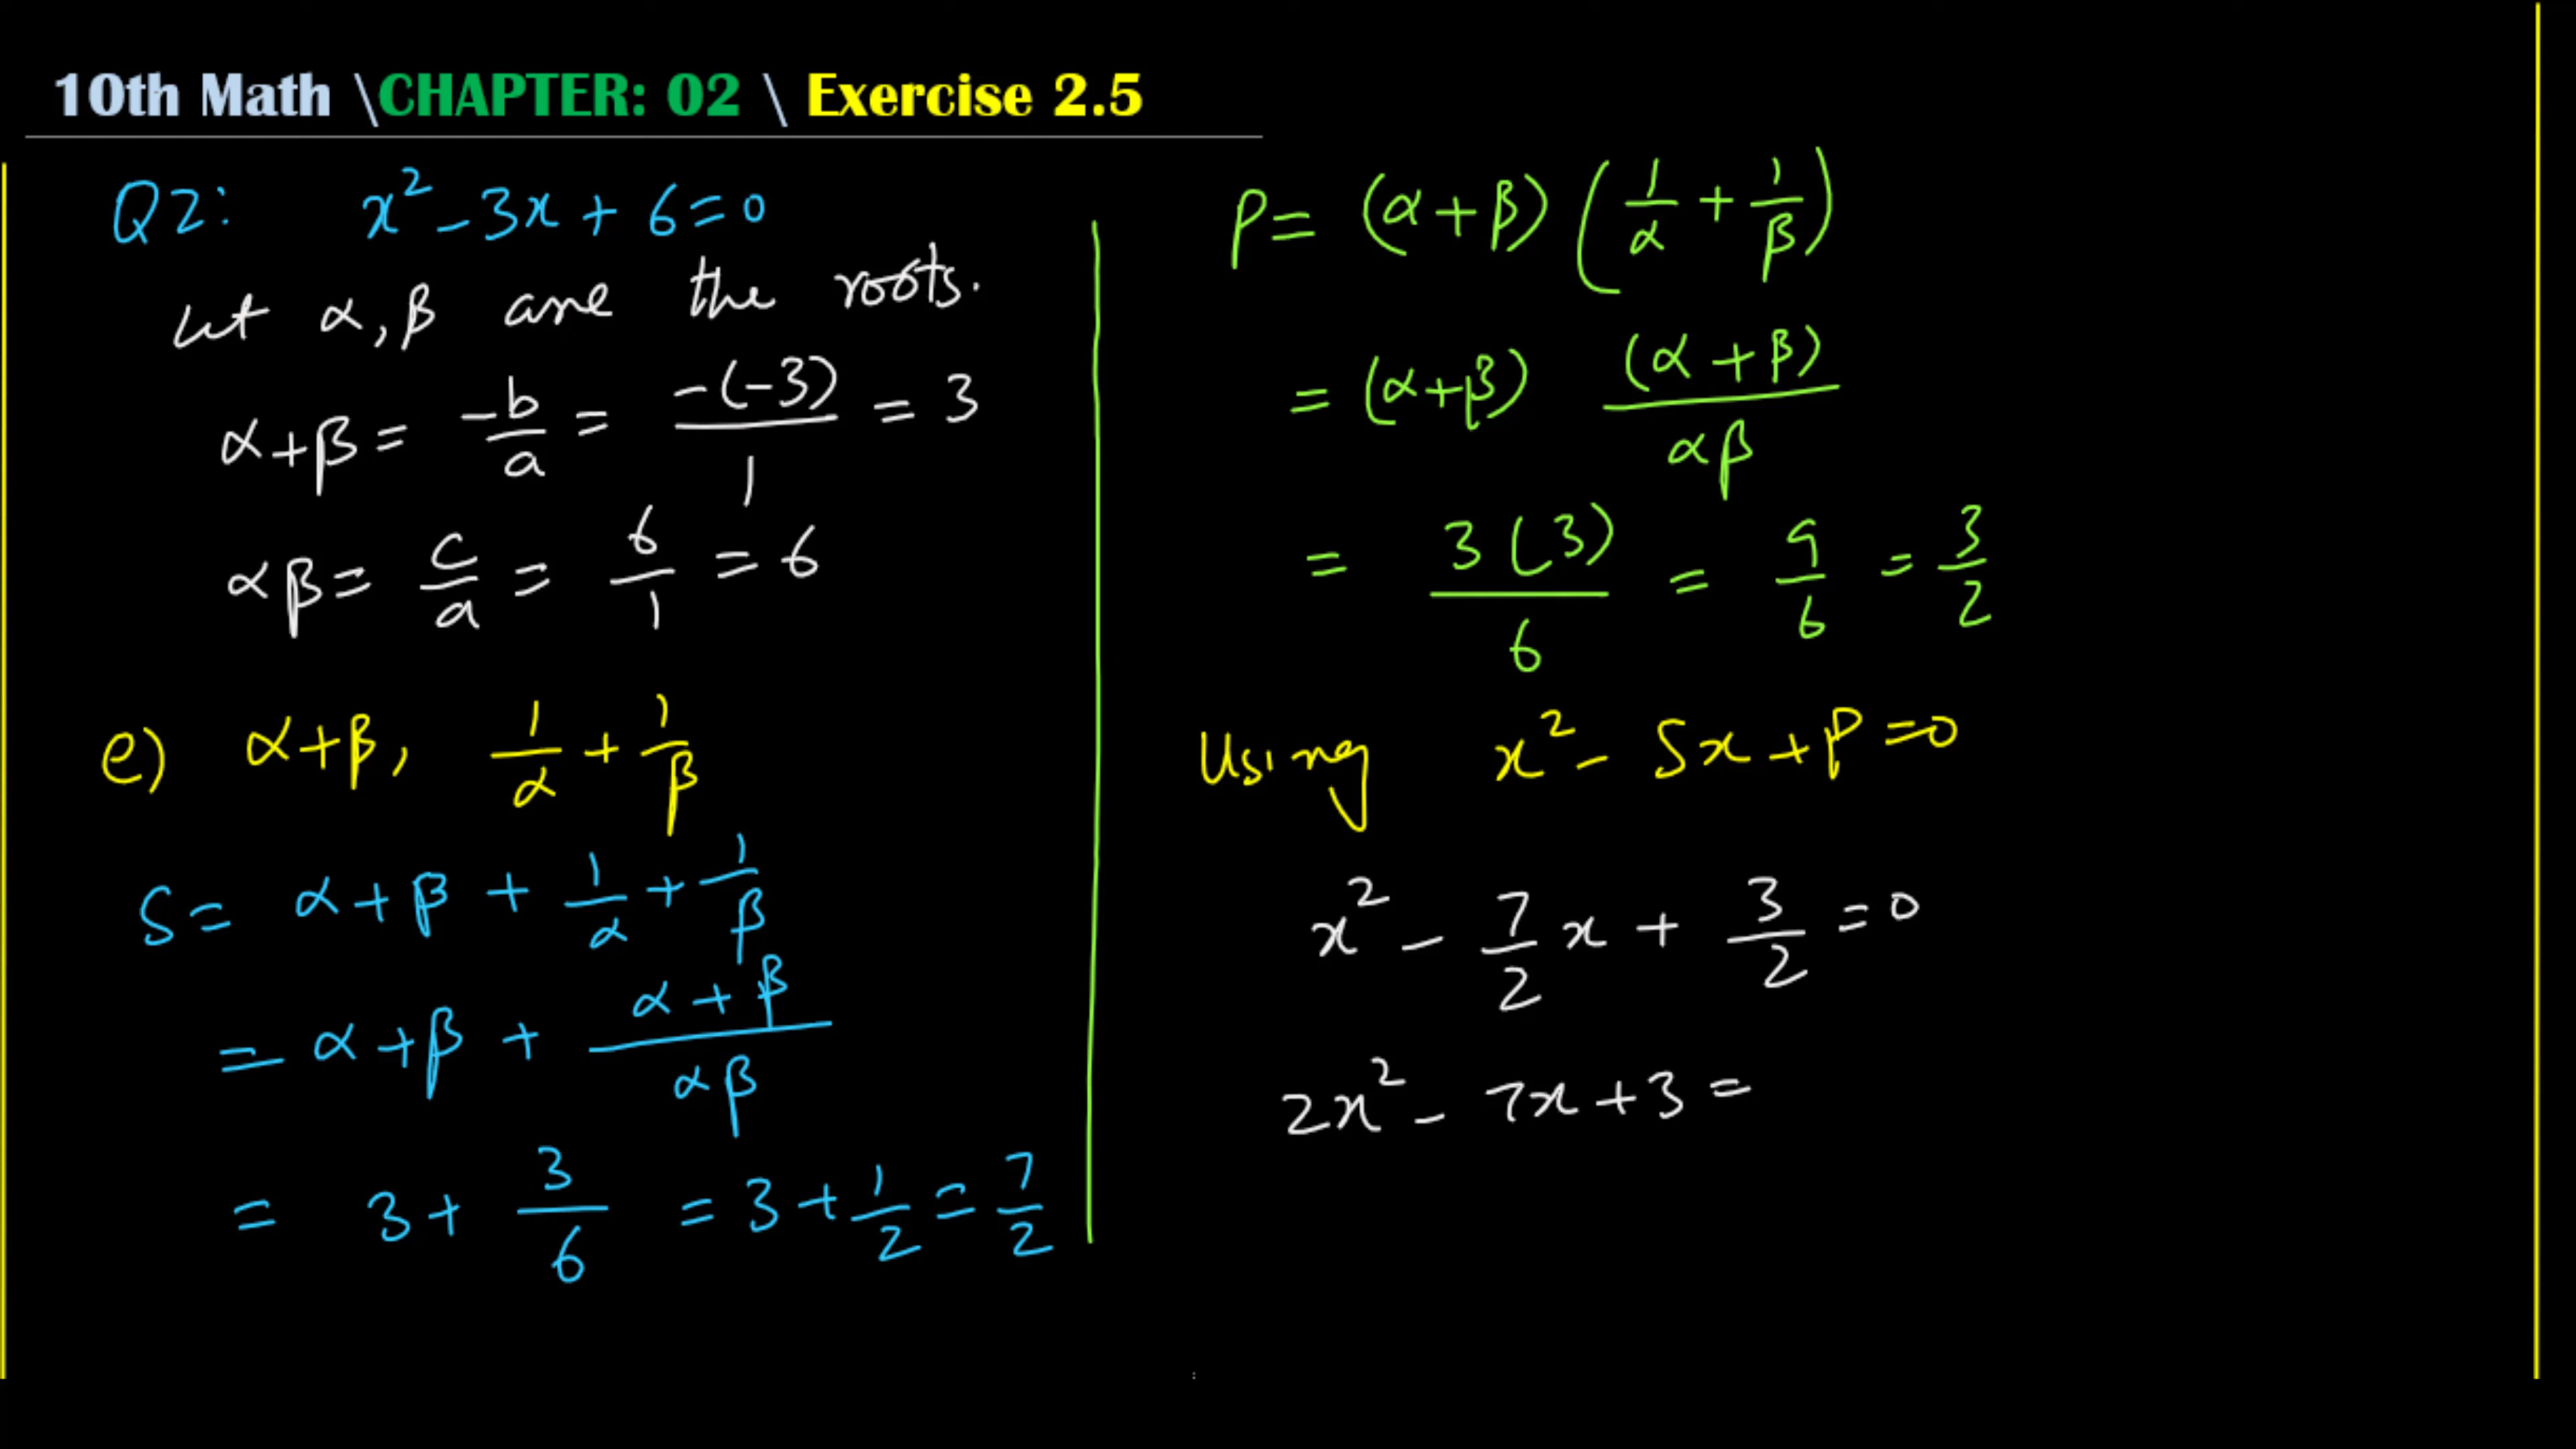 10th Math \CHAPTER: 02 \ Exercise 2.5
Q2: x² - 3x + 6 = 0
Let α, β are the roots.
α+β = -b/a = -(-3)/1 = 3
αβ = c/a = 6/1 = 6
e) α+β, 1/α + 1/β
S = α+β + 1/α + 1/β
= α+β + (α+β)/αβ
= 3 + 3/6 = 3 + 1/2 = 7/2
P = (α+β) (1/α + 1/β)
= (α+β) (α+β)/αβ
= 3(3)/6 = 9/6 = 3/2
Using x² - Sx + P = 0
x² - 7/2 x + 3/2 = 0
2x² - 7x + 3 =